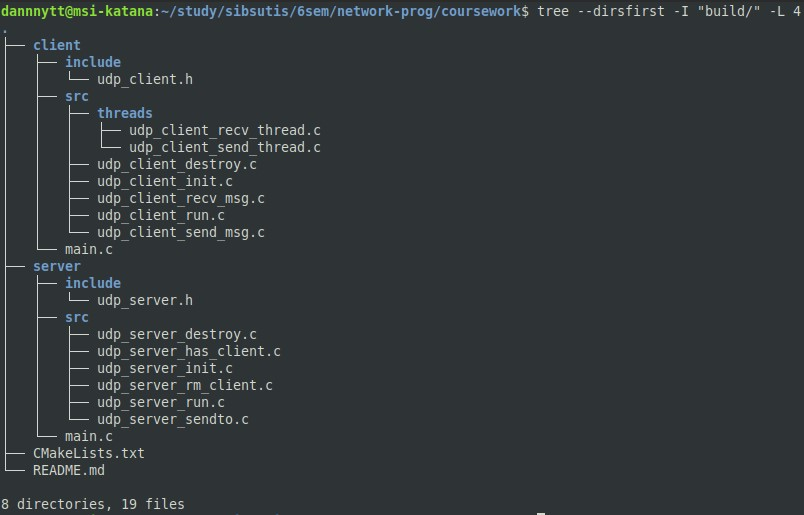 dannnytt@msi-katana:~/study/sibsutis/6sem/network-prog/coursework$ tree --dirsfirst -I "build/" -L 4
.
├── client
│   ├── include
│   │   └── udp_client.h
│   ├── src
│   │   ├── threads
│   │   │   ├── udp_client_recv_thread.c
│   │   │   └── udp_client_send_thread.c
│   │   ├── udp_client_destroy.c
│   │   ├── udp_client_init.c
│   │   ├── udp_client_recv_msg.c
│   │   ├── udp_client_run.c
│   │   └── udp_client_send_msg.c
│   └── main.c
├── server
│   ├── include
│   │   └── udp_server.h
│   ├── src
│   │   ├── udp_server_destroy.c
│   │   ├── udp_server_has_client.c
│   │   ├── udp_server_init.c
│   │   ├── udp_server_rm_client.c
│   │   ├── udp_server_run.c
│   │   └── udp_server_sendto.c
│   └── main.c
├── CMakeLists.txt
└── README.md
8 directories, 19 files